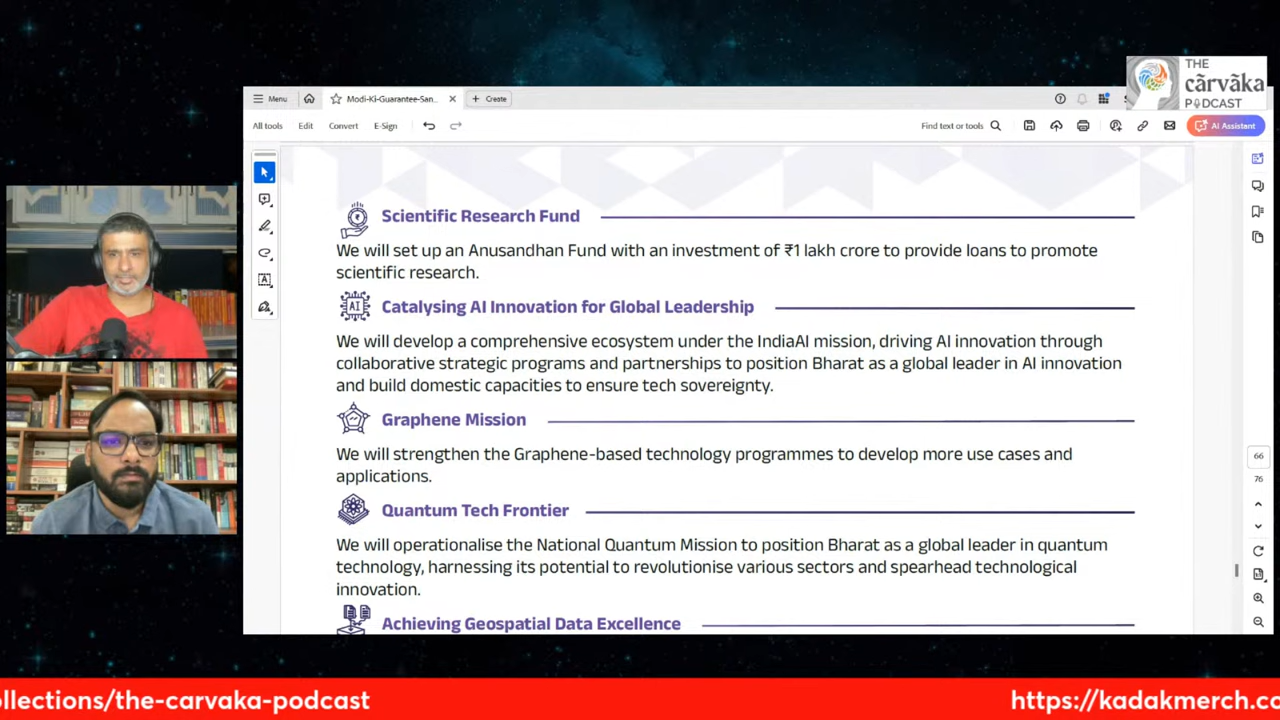 THE
cārvāka
PODCAST
Menu
Modi-Ki-Guarantee-San...
Create
All tools
Edit
Convert
E-Sign
Find text or tools
AI Assistant
Scientific Research Fund
We will set up an Anusandhan Fund with an investment of ₹1 lakh crore to provide loans to promote
scientific research.
AI
Catalysing AI Innovation for Global Leadership
We will develop a comprehensive ecosystem under the IndiaAI mission, driving AI innovation through
collaborative strategic programs and partnerships to position Bharat as a global leader in AI innovation
and build domestic capacities to ensure tech sovereignty.
Graphene Mission
We will strengthen the Graphene-based technology programmes to develop more use cases and
applications.
Quantum Tech Frontier
We will operationalise the National Quantum Mission to position Bharat as a global leader in quantum
technology, harnessing its potential to revolutionise various sectors and spearhead technological
innovation.
Achieving Geospatial Data Excellence
66
76
ollections/the-carvaka-podcast
https://kadakmerch.co